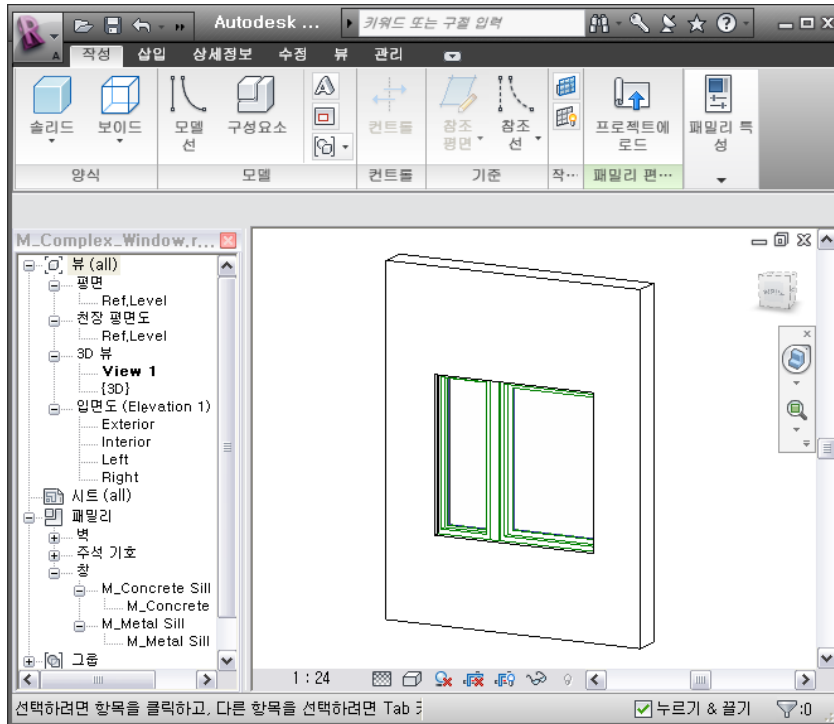 Autodesk ...
키워드 또는 구절 입력
작성 삽입 상세정보 수정 뷰 관리
솔리드 보이드 모델 선 구성요소 컨트롤 참조 평면 참조 선 프로젝트에 로드 패밀리 특성
양식 모델 컨트롤 기준 작… 패밀리 편…
M_Complex_Window.r...
뷰 (all)
평면
Ref,Level
천장 평면도
Ref,Level
3D 뷰
View 1
{3D}
입면도 (Elevation 1)
Exterior
Interior
Left
Right
시트 (all)
패밀리
벽
주석 기호
창
M_Concrete Sill
M_Concrete
M_Metal Sill
M_Metal Sill
그룹
1 : 24
선택하려면 항목을 클릭하고, 다른 항목을 선택하려면 Tab
누르기 & 끌기
:0